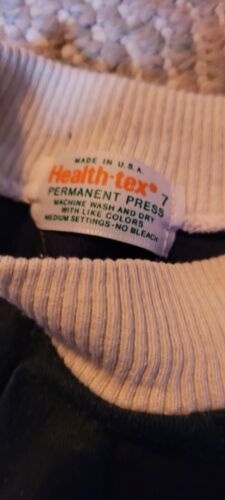 MADE IN U.S.A.
Health-tex® 7
PERMANENT PRESS
MACHINE WASH AND DRY
WITH LIKE COLORS
MEDIUM SETTINGS-NO BLEACH